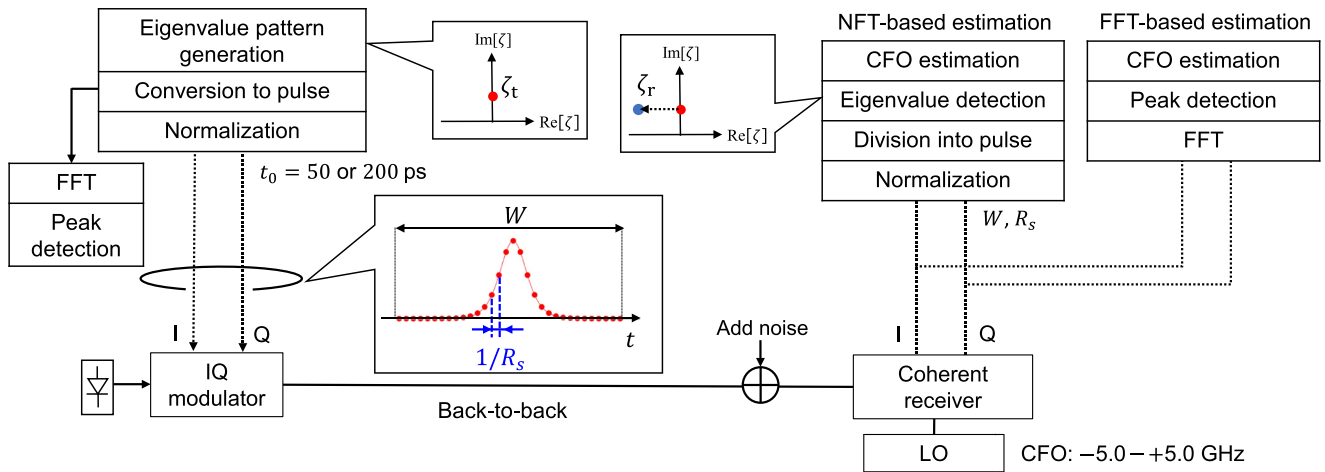 Eigenvalue pattern
generation
Conversion to pulse
Normalization
FFT
Peak
detection
t₀ = 50 or 200 ps
Im[ζ]
ζₜ
Re[ζ]
W
t
1/Rₛ
I
Q
IQ
modulator
Back-to-back
Add noise
Im[ζ]
ζᵣ
Re[ζ]
NFT-based estimation
CFO estimation
Eigenvalue detection
Division into pulse
Normalization
W, Rₛ
FFT-based estimation
CFO estimation
Peak detection
FFT
I
Q
Coherent
receiver
LO
CFO: −5.0 − +5.0 GHz